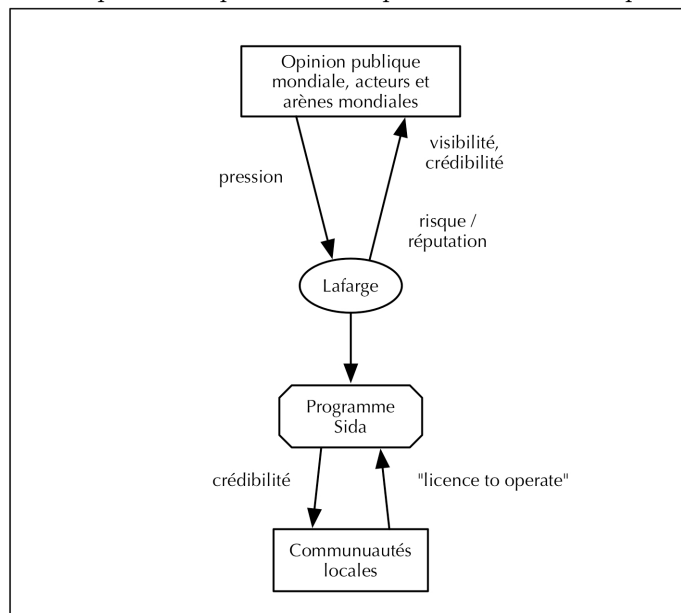 Opinion publique
mondiale, acteurs et
arènes mondiales
visibilité,
crédibilité
pression
risque /
réputation
Lafarge
Programme
Sida
crédibilité
"licence to operate"
Communuautés
locales